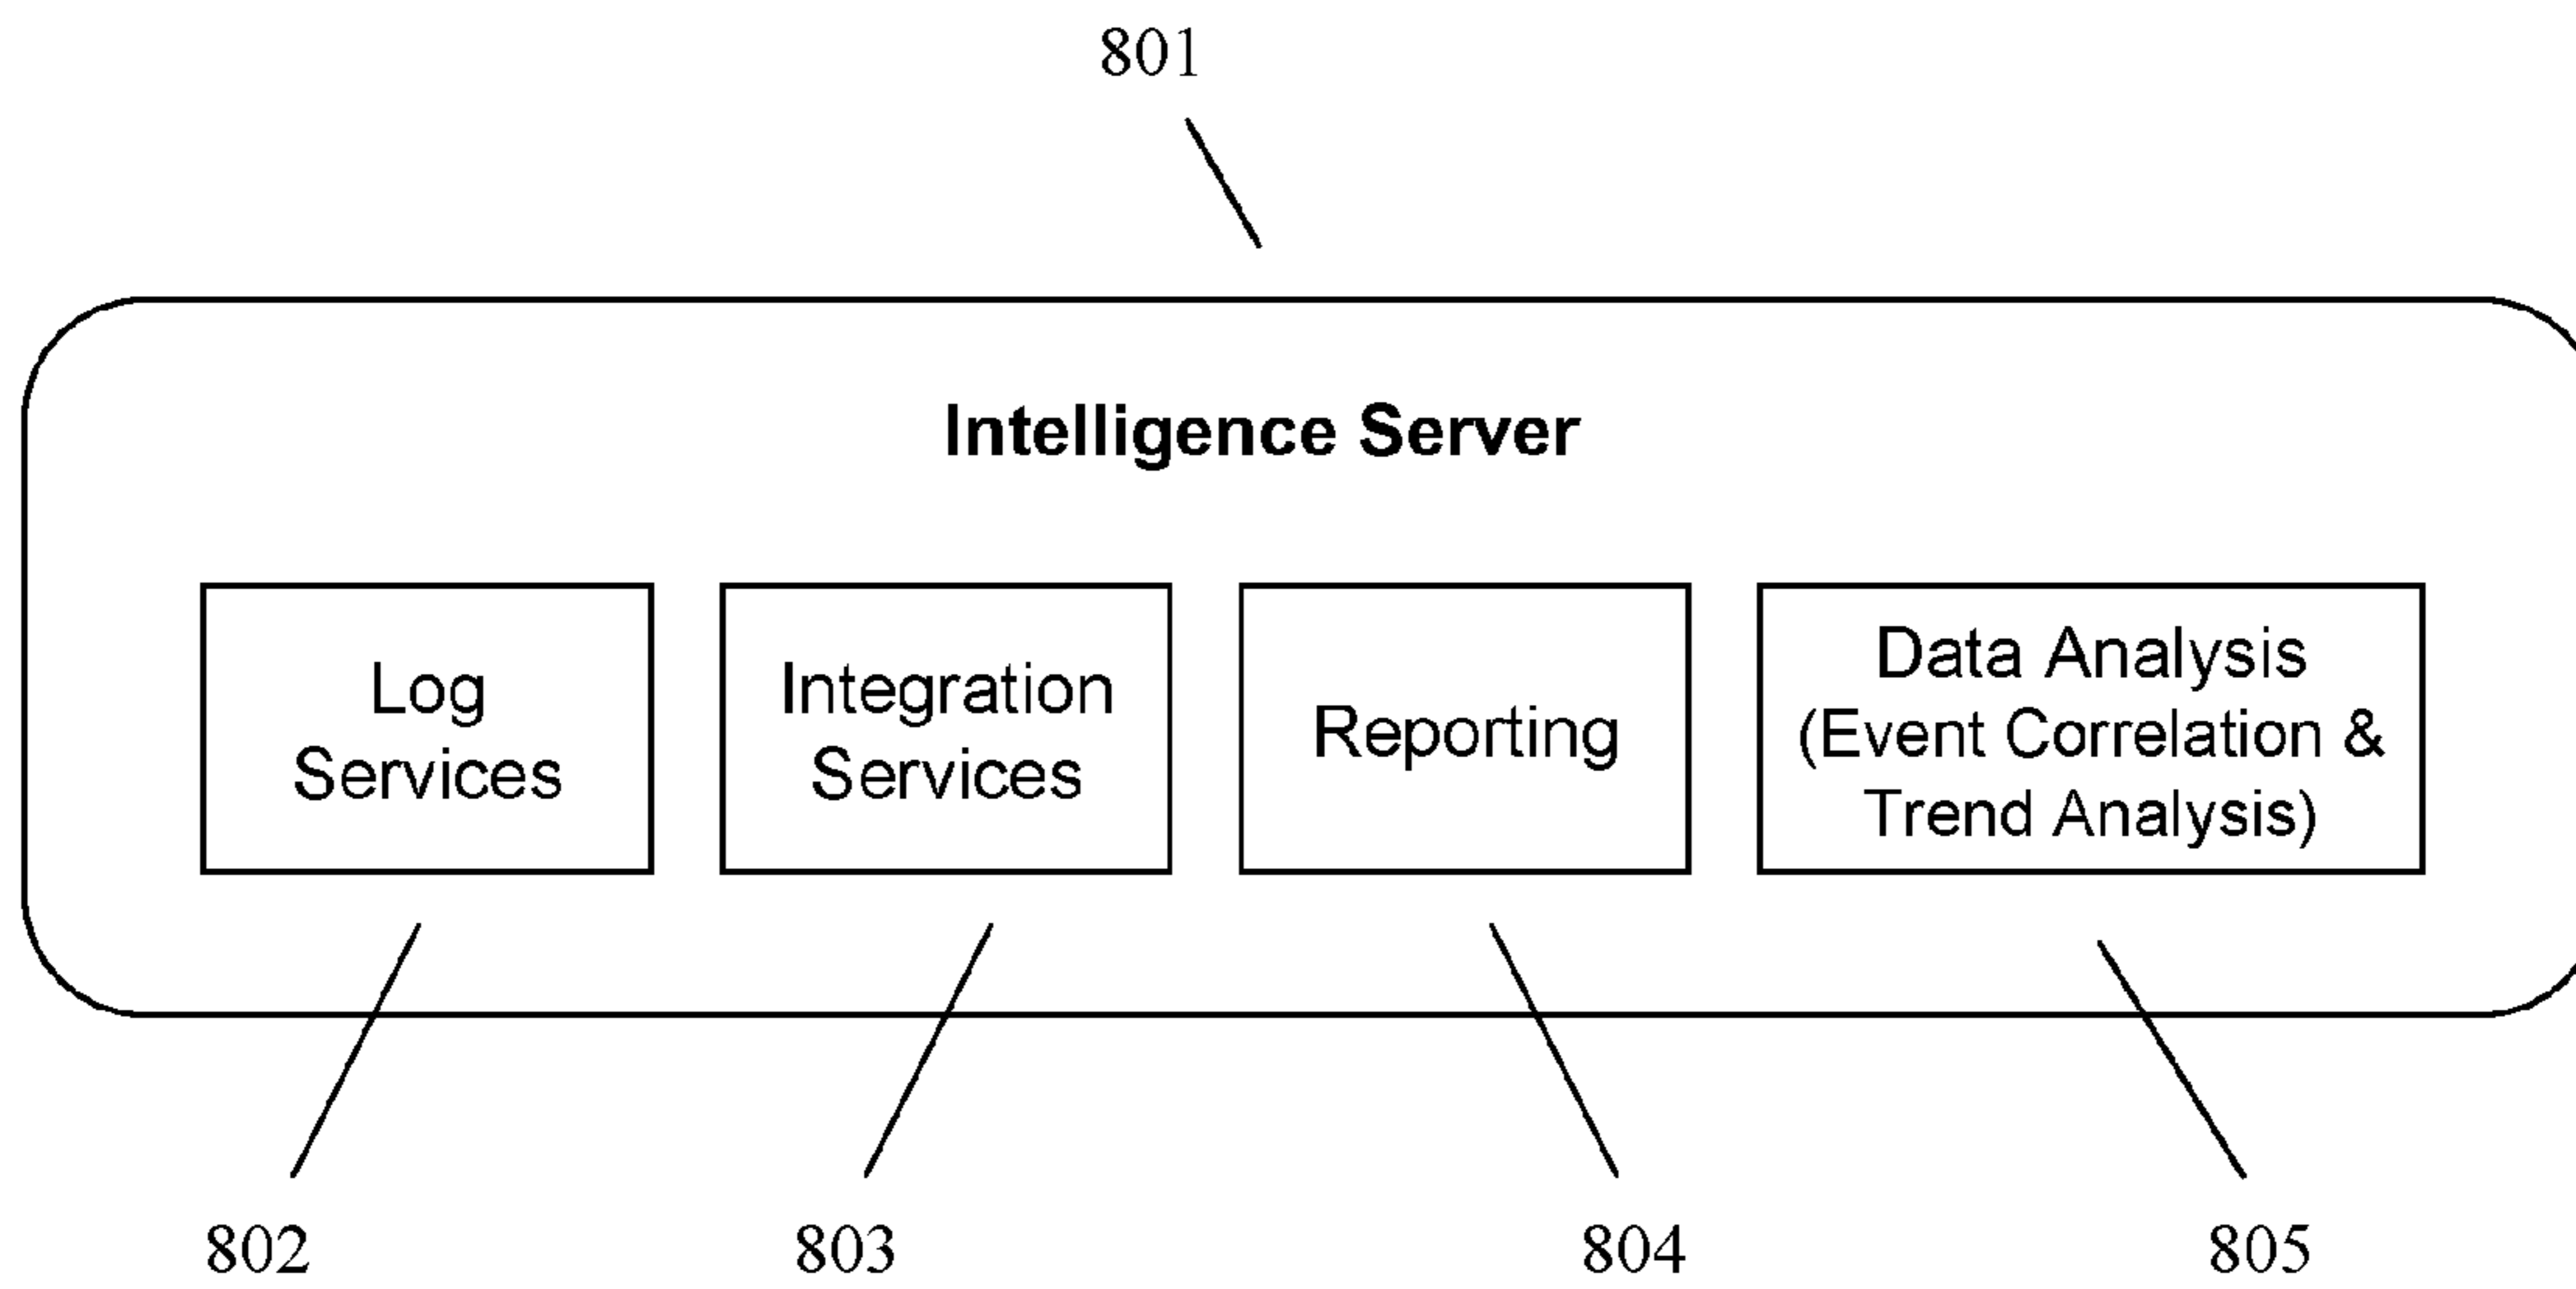 801
Intelligence Server
Log
Services
Integration
Services
Reporting
Data Analysis
(Event Correlation &
Trend Analysis)
802
803
804
805